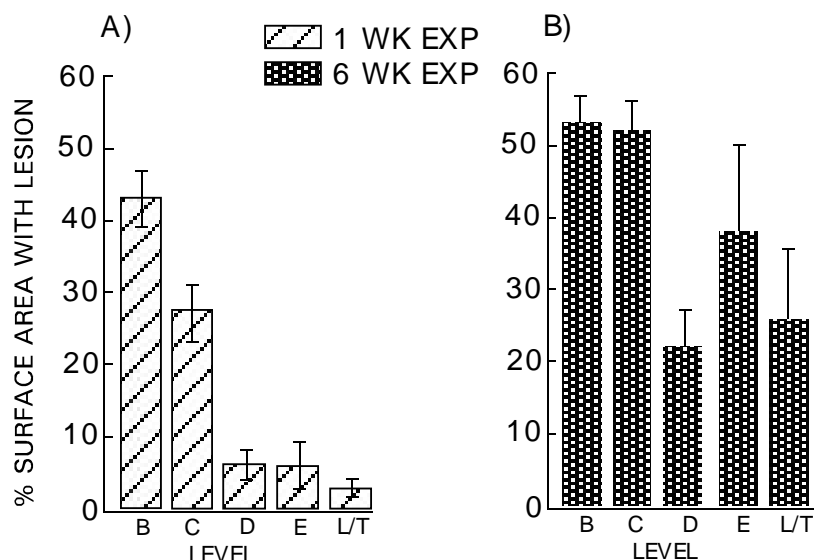 A)
1 WK EXP
6 WK EXP
B)
% SURFACE AREA WITH LESION
60
50
40
30
20
10
0
B C D E L/T
LEVEL
60
50
40
30
20
10
0
B C D E L/T
LEVEL